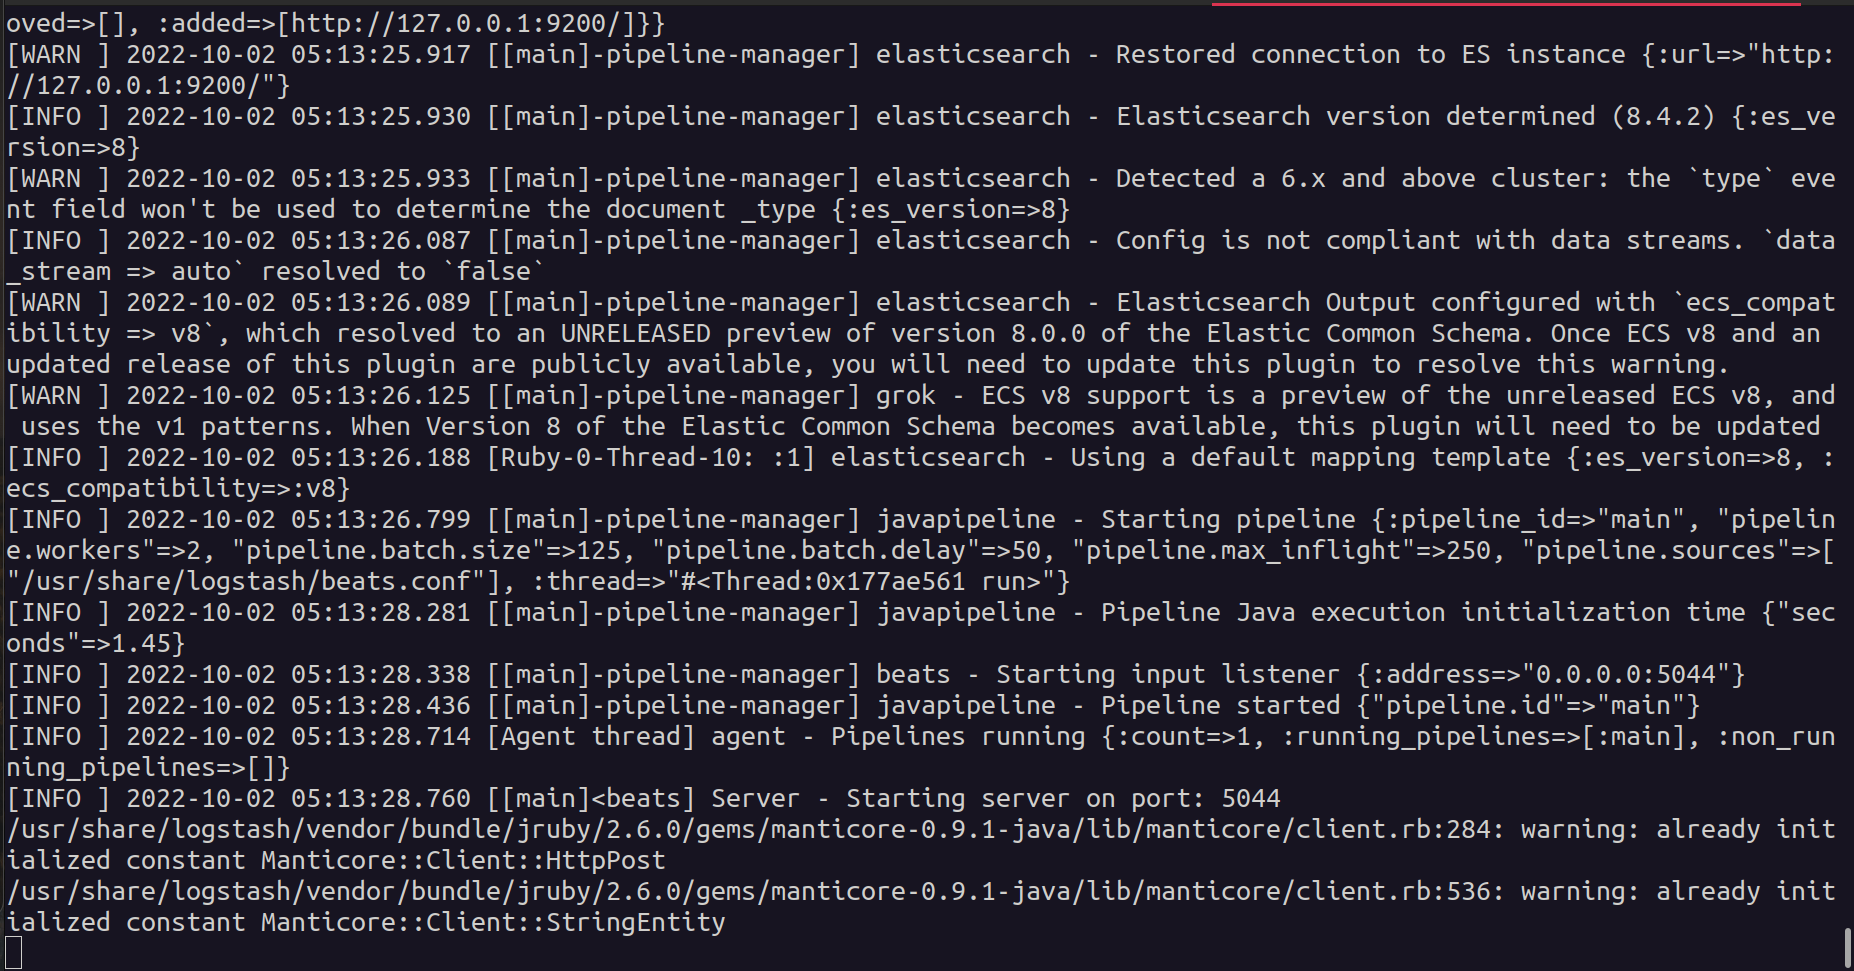 oved=>[], :added=>[http://127.0.0.1:9200/]}}
[WARN ] 2022-10-02 05:13:25.917 [[main]-pipeline-manager] elasticsearch - Restored connection to ES instance {:url=>"http:
//127.0.0.1:9200/"}
[INFO ] 2022-10-02 05:13:25.930 [[main]-pipeline-manager] elasticsearch - Elasticsearch version determined (8.4.2) {:es_ve
rsion=>8}
[WARN ] 2022-10-02 05:13:25.933 [[main]-pipeline-manager] elasticsearch - Detected a 6.x and above cluster: the `type` eve
nt field won't be used to determine the document _type {:es_version=>8}
[INFO ] 2022-10-02 05:13:26.087 [[main]-pipeline-manager] elasticsearch - Config is not compliant with data streams. `data
_stream => auto` resolved to `false`
[WARN ] 2022-10-02 05:13:26.089 [[main]-pipeline-manager] elasticsearch - Elasticsearch Output configured with `ecs_compat
ibility => v8`, which resolved to an UNRELEASED preview of version 8.0.0 of the Elastic Common Schema. Once ECS v8 and an
updated release of this plugin are publicly available, you will need to update this plugin to resolve this warning.
[WARN ] 2022-10-02 05:13:26.125 [[main]-pipeline-manager] grok - ECS v8 support is a preview of the unreleased ECS v8, and
 uses the v1 patterns. When Version 8 of the Elastic Common Schema becomes available, this plugin will need to be updated
[INFO ] 2022-10-02 05:13:26.188 [Ruby-0-Thread-10: :1] elasticsearch - Using a default mapping template {:es_version=>8, :
ecs_compatibility=>:v8}
[INFO ] 2022-10-02 05:13:26.799 [[main]-pipeline-manager] javapipeline - Starting pipeline {:pipeline_id=>"main", "pipelin
e.workers"=>2, "pipeline.batch.size"=>125, "pipeline.batch.delay"=>50, "pipeline.max_inflight"=>250, "pipeline.sources"=>[
"/usr/share/logstash/beats.conf"], :thread=>"#<Thread:0x177ae561 run>"}
[INFO ] 2022-10-02 05:13:28.281 [[main]-pipeline-manager] javapipeline - Pipeline Java execution initialization time {"sec
onds"=>1.45}
[INFO ] 2022-10-02 05:13:28.338 [[main]-pipeline-manager] beats - Starting input listener {:address=>"0.0.0.0:5044"}
[INFO ] 2022-10-02 05:13:28.436 [[main]-pipeline-manager] javapipeline - Pipeline started {"pipeline.id"=>"main"}
[INFO ] 2022-10-02 05:13:28.714 [Agent thread] agent - Pipelines running {:count=>1, :running_pipelines=>[:main], :non_run
ning_pipelines=>[]}
[INFO ] 2022-10-02 05:13:28.760 [[main]<beats] Server - Starting server on port: 5044
/usr/share/logstash/vendor/bundle/jruby/2.6.0/gems/manticore-0.9.1-java/lib/manticore/client.rb:284: warning: already init
ialized constant Manticore::Client::HttpPost
/usr/share/logstash/vendor/bundle/jruby/2.6.0/gems/manticore-0.9.1-java/lib/manticore/client.rb:536: warning: already init
ialized constant Manticore::Client::StringEntity